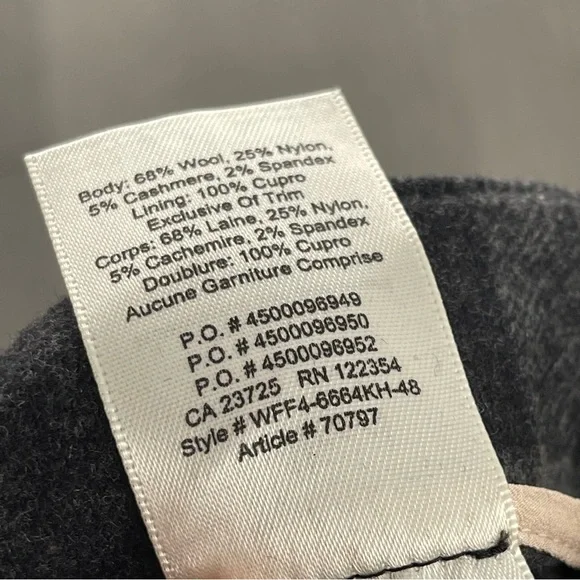 Body: 68% Wool, 25% Nylon,
5% Cashmere, 2% Spandex
Lining: 100% Cupro
Exclusive Of Trim
Corps: 68% Laine, 25% Nylon,
5% Cachemire, 2% Spandex
Doublure: 100% Cupro
Aucune Garniture Comprise
P.O. # 4500096949
P.O. # 4500096950
P.O. # 4500096952
CA 23725 RN 122354
Style # WFF4-6664KH-48
Article # 70797